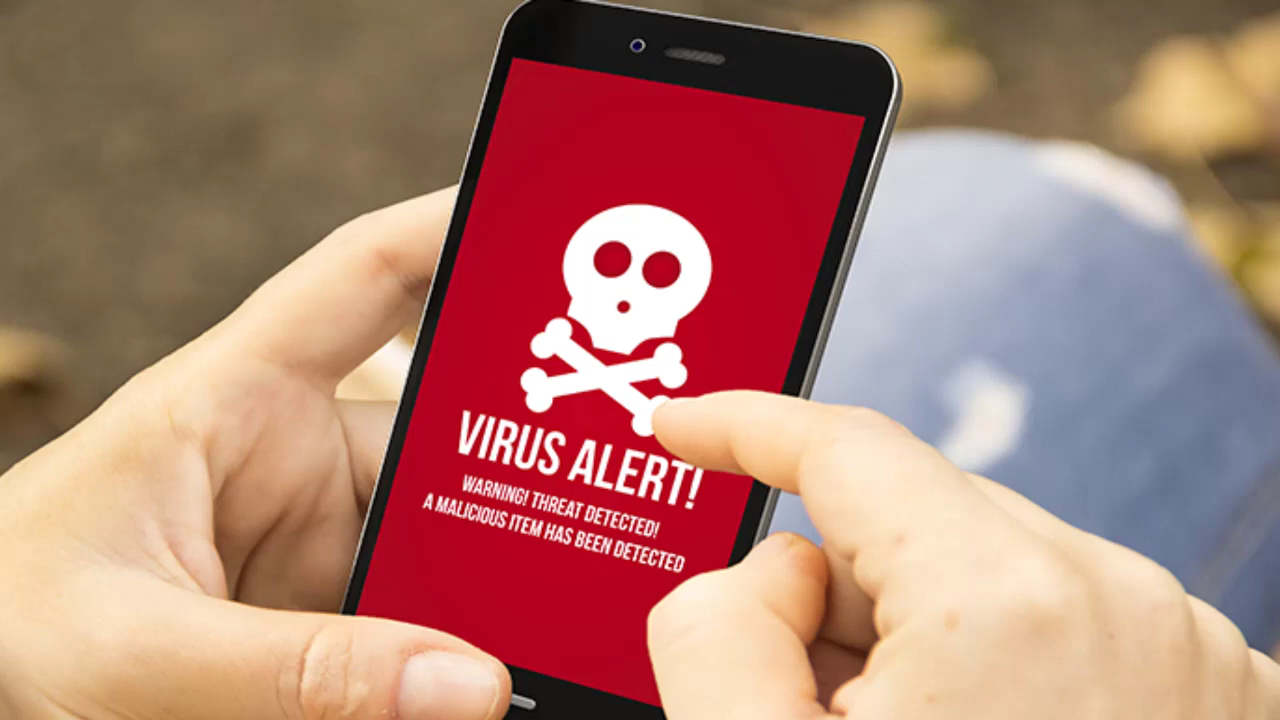 VIRUS ALERT!
WARNING! THREAT DETECTED!
A MALICIOUS ITEM HAS BEEN DETECTED